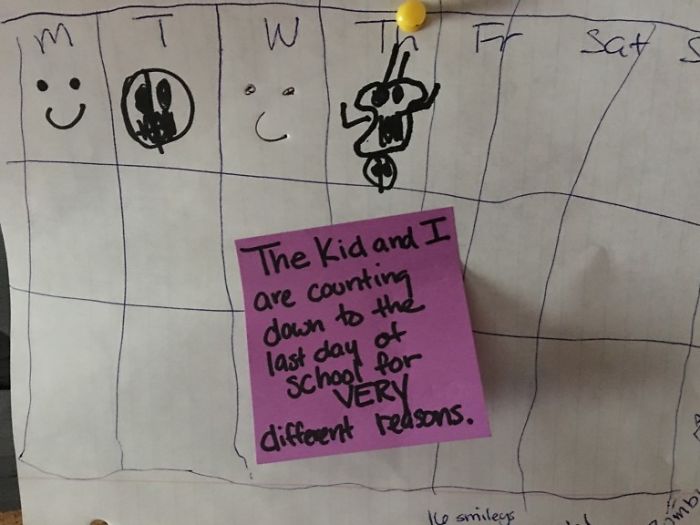 M T W Th Fr Sat S
The Kid and I
are counting
down to the
last day of
school for
VERY
different reasons.
16 smileys